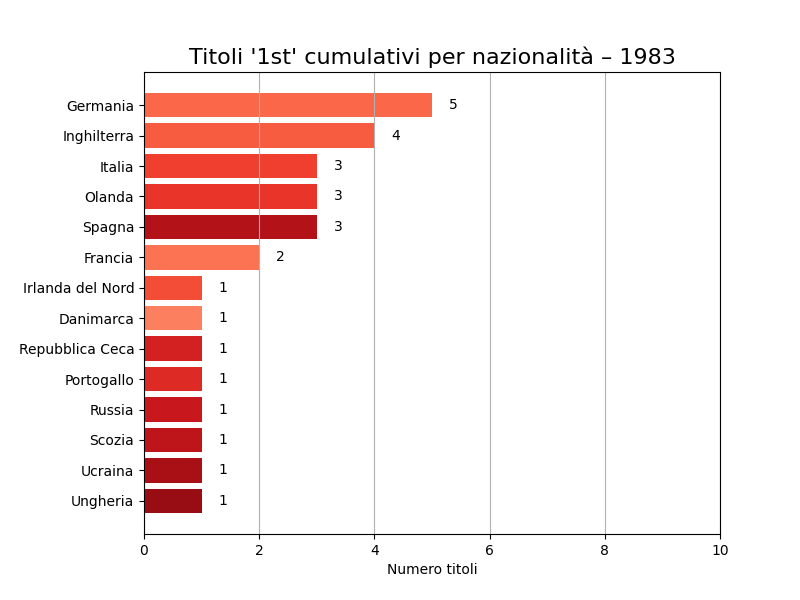 Titoli '1st' cumulativi per nazionalità – 1983
Germania 5
Inghilterra 4
Italia 3
Olanda 3
Spagna 3
Francia 2
Irlanda del Nord 1
Danimarca 1
Repubblica Ceca 1
Portogallo 1
Russia 1
Scozia 1
Ucraina 1
Ungheria 1
0 2 4 6 8 10
Numero titoli